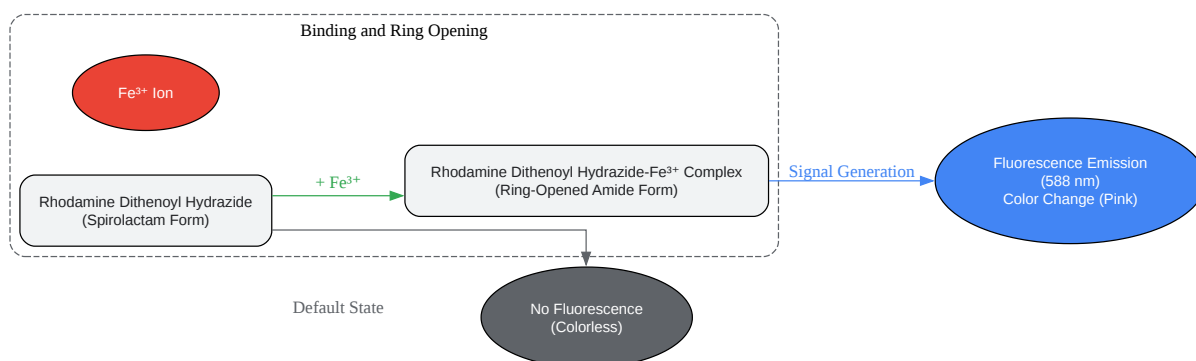 Binding and Ring Opening
Fe³⁺ Ion
Rhodamine Dithenoyl Hydrazide
(Spirolactam Form)
+ Fe³⁺
Rhodamine Dithenoyl Hydrazide-Fe³⁺ Complex
(Ring-Opened Amide Form)
Signal Generation
Fluorescence Emission
(588 nm)
Color Change (Pink)
Default State
No Fluorescence
(Colorless)